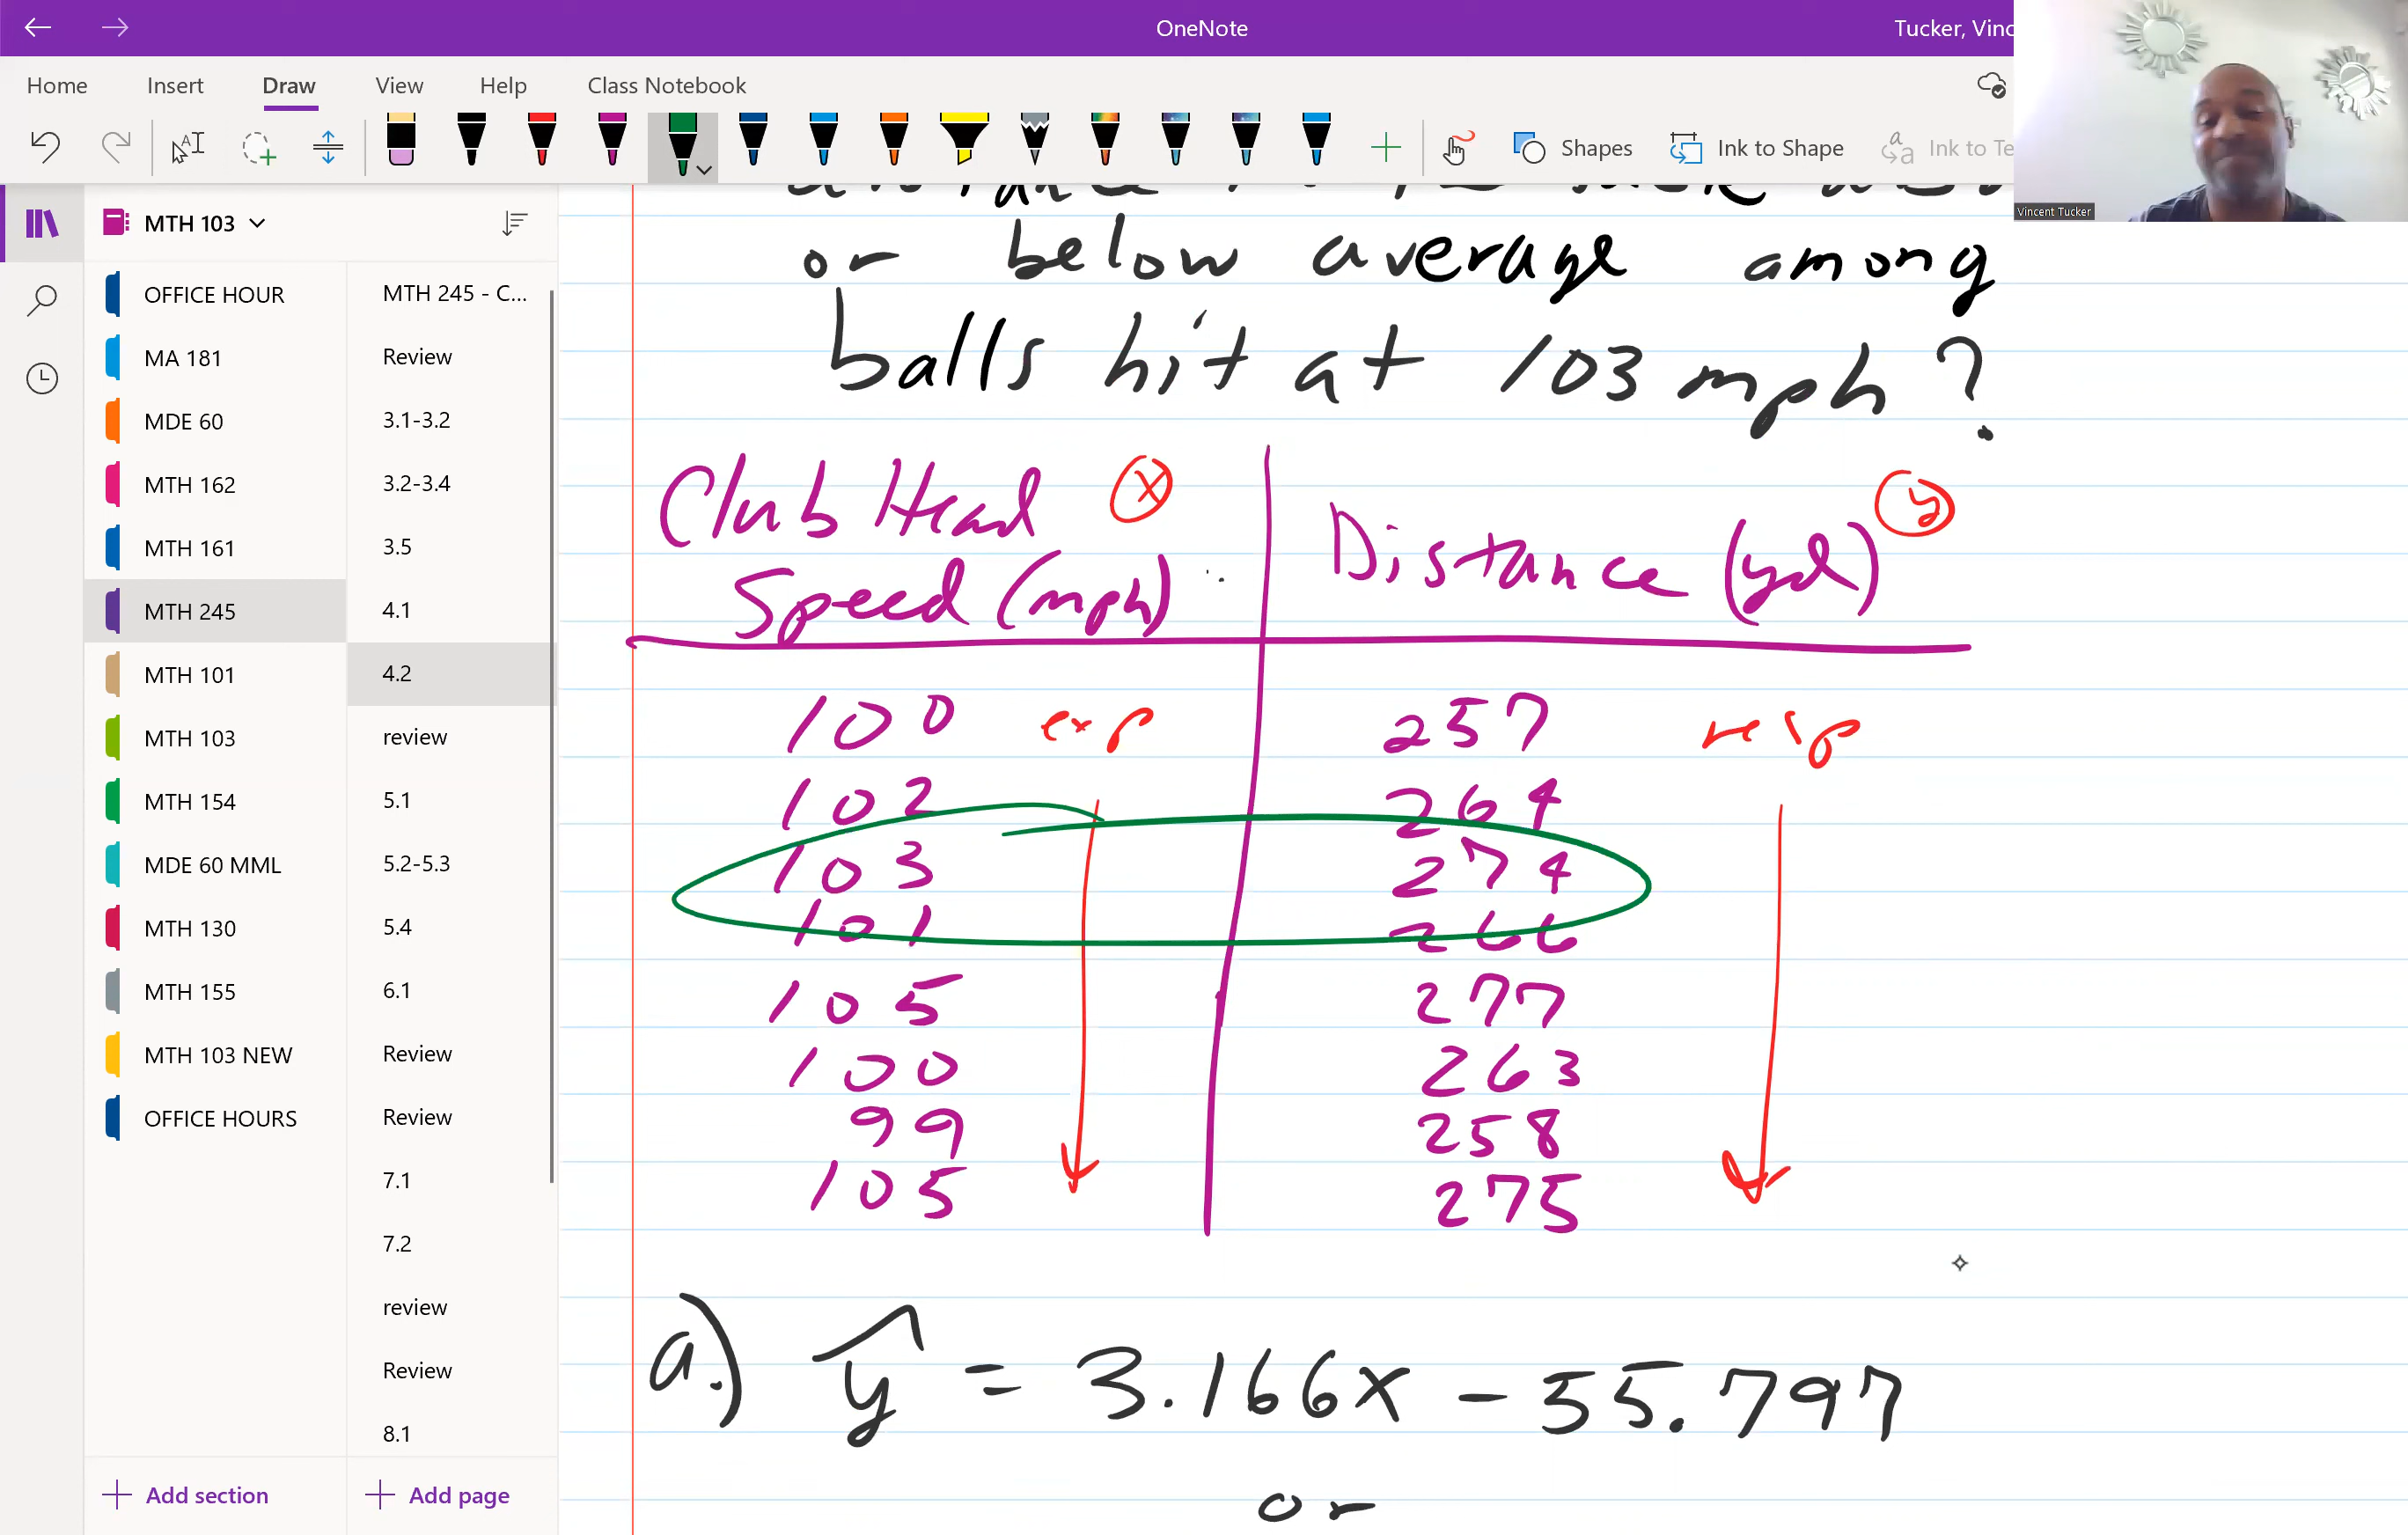 OneNote
Tucker, Vinc
Home Insert Draw View Help Class Notebook
Shapes Ink to Shape Ink to Te
Vincent Tucker
MTH 103
OFFICE HOUR
MA 181
MDE 60
MTH 162
MTH 161
MTH 245
MTH 101
MTH 103
MTH 154
MDE 60 MML
MTH 130
MTH 155
MTH 103 NEW
OFFICE HOURS
Add section
MTH 245 - C...
Review
3.1-3.2
3.2-3.4
3.5
4.1
4.2
review
5.1
5.2-5.3
5.4
6.1
Review
Review
7.1
7.2
review
Review
8.1
Add page
or below average among
balls hit at 103 mph?
Club Head x Distance (yd) y
Speed (mph)
100 exp 257 resp
102 264
103 274
101 266
105 277
100 263
99 258
105 275
a.) ŷ = 3.166x - 55.797
or